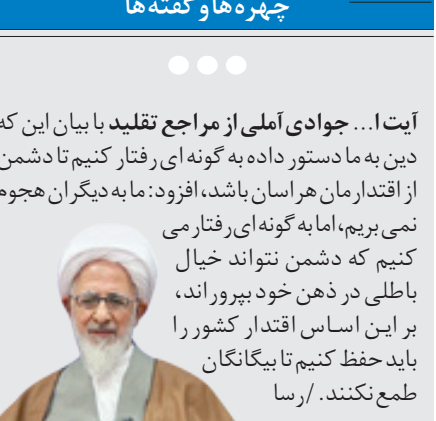 چهره‌ها و گفته‌ها
آیت ا... جوادی آملی از مراجع تقلید با بیان این که
دین به ما دستور داده به گونه ای رفتار کنیم تا دشمن
از اقتدارمان هراسان باشد، افزود: ما به دیگران هجوم
نمی بریم، اما به گونه ای رفتار می
کنیم که دشمن نتواند خیال
باطلی در ذهن خود بپروراند،
بر این اساس اقتدار کشور را
باید حفظ کنیم تا بیگانگان
طمع نکنند. /رسا